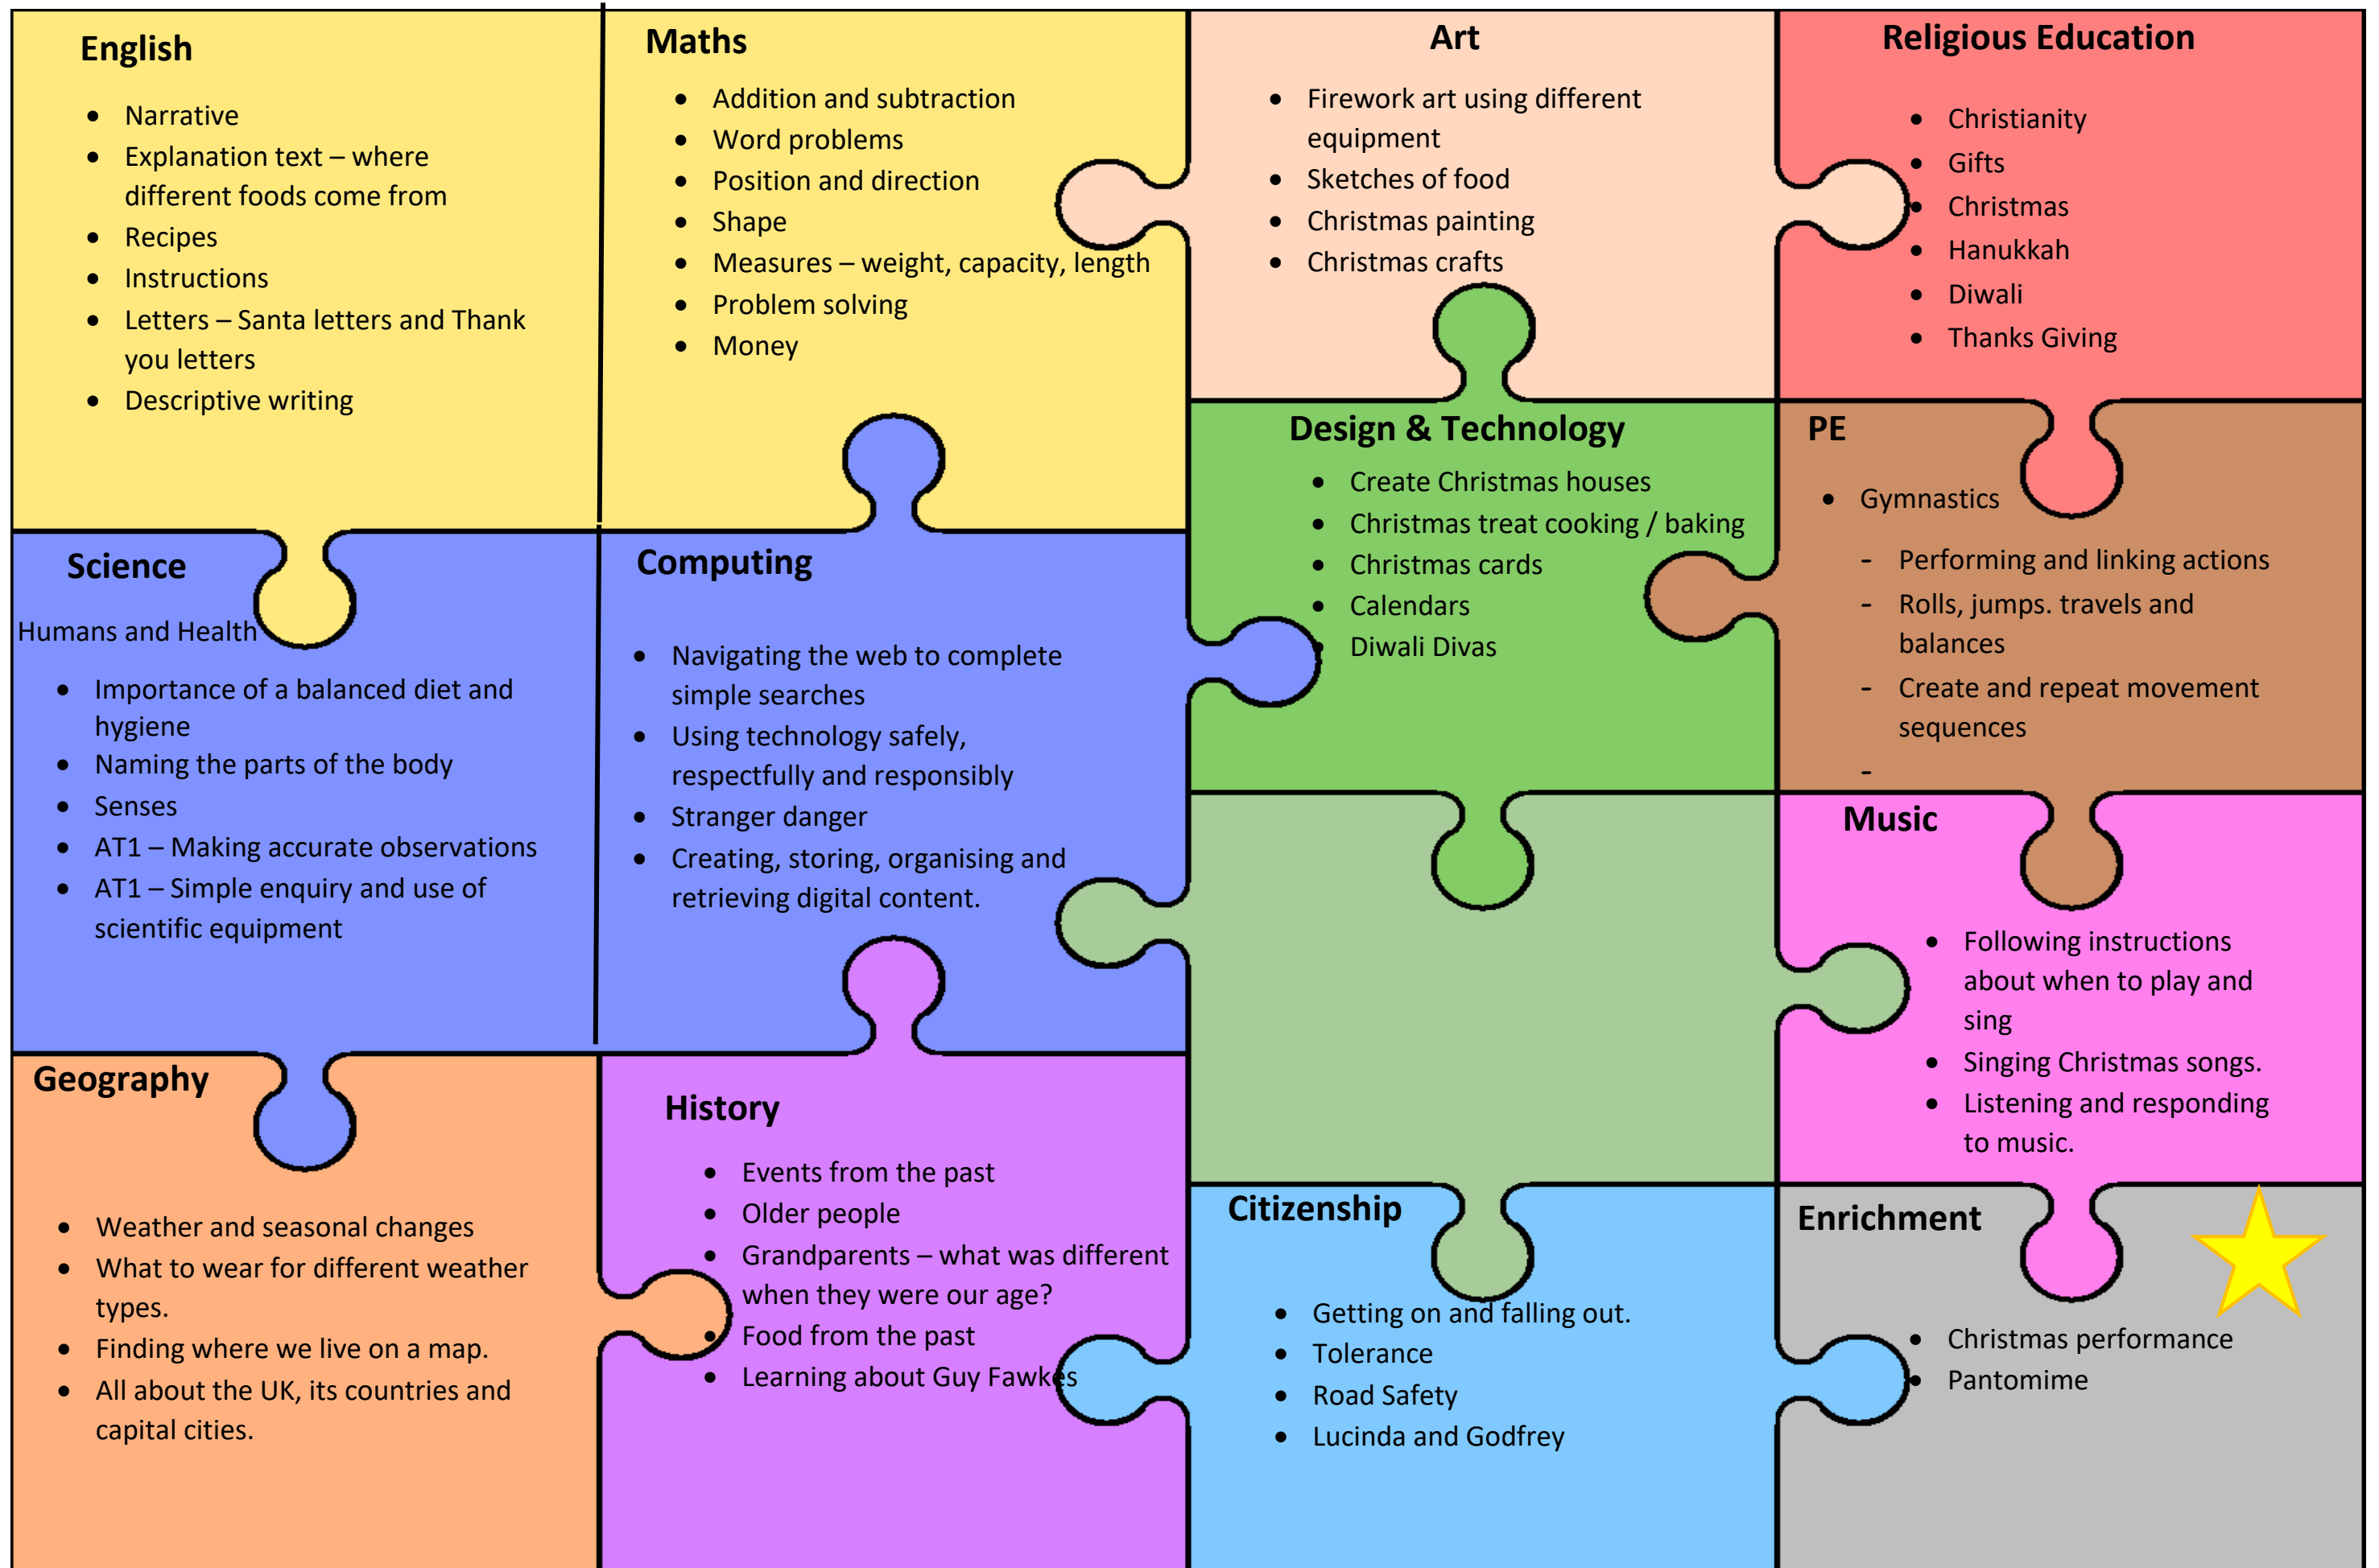 English
• Narrative
• Explanation text – where
different foods come from
• Recipes
• Instructions
• Letters – Santa letters and Thank
you letters
• Descriptive writing
Maths
• Addition and subtraction
• Word problems
• Position and direction
• Shape
• Measures – weight, capacity, length
• Problem solving
• Money
Art
• Firework art using different
equipment
• Sketches of food
• Christmas painting
• Christmas crafts
Religious Education
• Christianity
• Gifts
• Christmas
• Hanukkah
• Diwali
• Thanks Giving
Design & Technology
• Create Christmas houses
• Christmas treat cooking / baking
• Christmas cards
• Calendars
• Diwali Divas
PE
• Gymnastics
- Performing and linking actions
- Rolls, jumps. travels and
balances
- Create and repeat movement
sequences
-
Science
Humans and Health
• Importance of a balanced diet and
hygiene
• Naming the parts of the body
• Senses
• AT1 – Making accurate observations
• AT1 – Simple enquiry and use of
scientific equipment
Computing
• Navigating the web to complete
simple searches
• Using technology safely,
respectfully and responsibly
• Stranger danger
• Creating, storing, organising and
retrieving digital content.
Music
• Following instructions
about when to play and
sing
• Singing Christmas songs.
• Listening and responding
to music.
Geography
• Weather and seasonal changes
• What to wear for different weather
types.
• Finding where we live on a map.
• All about the UK, its countries and
capital cities.
History
• Events from the past
• Older people
• Grandparents – what was different
when they were our age?
• Food from the past
• Learning about Guy Fawkes
Citizenship
• Getting on and falling out.
• Tolerance
• Road Safety
• Lucinda and Godfrey
Enrichment
• Christmas performance
• Pantomime